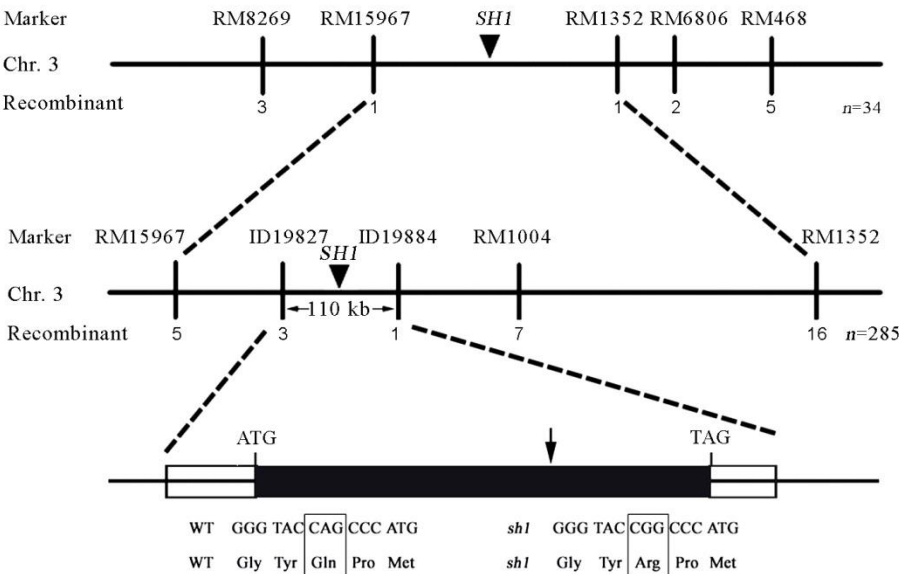 Marker RM8269 RM15967 SH1 RM1352 RM6806 RM468
Chr. 3
Recombinant 3 1 1 2 5 n=34
Marker RM15967 ID19827 SH1 ID19884 RM1004 RM1352
Chr. 3 110 kb
Recombinant 5 3 1 7 16 n=285
ATG TAG
WT GGG TAC CAG CCC ATG sh1 GGG TAC CGG CCC ATG
WT Gly Tyr Gln Pro Met sh1 Gly Tyr Arg Pro Met